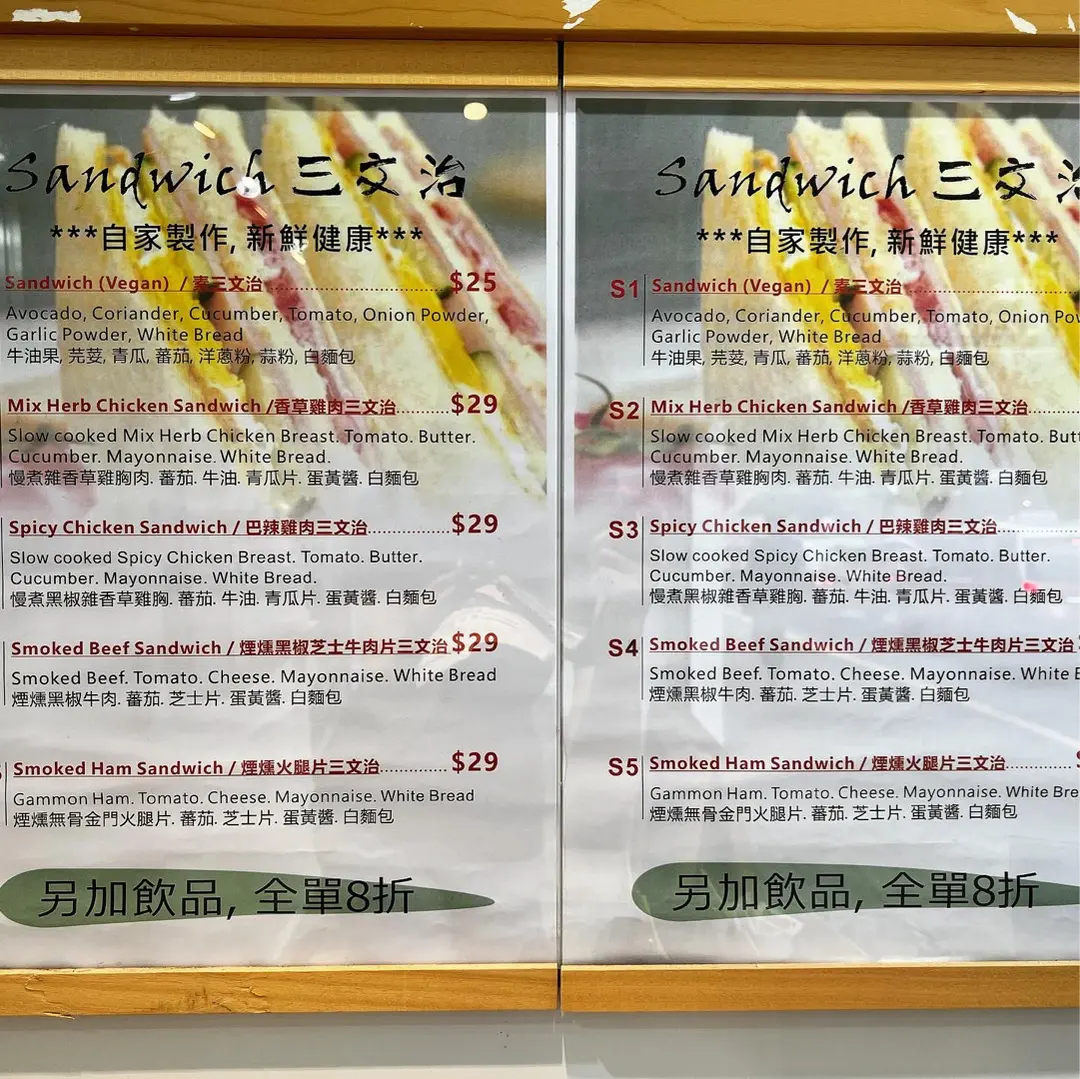 Sandwich 三文治
***自家製作, 新鮮健康***
Sandwich (Vegan) / 素三文治 $25
Avocado, Coriander, Cucumber, Tomato, Onion Powder,
Garlic Powder, White Bread
牛油果, 芫荽, 青瓜, 蕃茄, 洋蔥粉, 蒜粉, 白麵包
Mix Herb Chicken Sandwich /香草雞肉三文治..........$29
Slow cooked Mix Herb Chicken Breast. Tomato. Butter.
Cucumber. Mayonnaise. White Bread.
慢煮雜香草雞胸肉. 蕃茄. 牛油. 青瓜片. 蛋黃醬. 白麵包
Spicy Chicken Sandwich / 巴辣雞肉三文治................$29
Slow cooked Spicy Chicken Breast. Tomato. Butter.
Cucumber. Mayonnaise. White Bread.
慢煮黑椒雜香草雞胸. 蕃茄. 牛油. 青瓜片. 蛋黃醬. 白麵包
Smoked Beef Sandwich / 煙燻黑椒芝士牛肉片三文治 $29
Smoked Beef. Tomato. Cheese. Mayonnaise. White Bread
煙燻黑椒牛肉. 蕃茄. 芝士片. 蛋黃醬. 白麵包
Smoked Ham Sandwich / 煙燻火腿片三文治............. $29
Gammon Ham. Tomato. Cheese. Mayonnaise. White Bread
煙燻無骨金門火腿片. 蕃茄. 芝士片. 蛋黃醬. 白麵包
另加飲品, 全單8折
Sandwich 三文
***自家製作, 新鮮健康***
S1 Sandwich (Vegan) / 素三文治
Avocado, Coriander, Cucumber, Tomato, Onion Po
Garlic Powder, White Bread
牛油果, 芫荽, 青瓜, 蕃茄, 洋蔥粉, 蒜粉, 白麵包
S2 Mix Herb Chicken Sandwich /香草雞肉三文治
Slow cooked Mix Herb Chicken Breast. Tomato. Butt
Cucumber. Mayonnaise. White Bread.
慢煮雜香草雞胸肉. 蕃茄. 牛油. 青瓜片. 蛋黃醬. 白麵包
S3 Spicy Chicken Sandwich / 巴辣雞肉三文治
Slow cooked Spicy Chicken Breast. Tomato. Butter.
Cucumber. Mayonnaise. White Bread.
慢煮黑椒雜香草雞胸. 蕃茄. 牛油. 青瓜片. 蛋黃醬. 白麵包
S4 Smoked Beef Sandwich / 煙燻黑椒芝士牛肉片三文治
Smoked Beef. Tomato. Cheese. Mayonnaise. White
煙燻黑椒牛肉. 蕃茄. 芝士片. 蛋黃醬. 白麵包
S5 Smoked Ham Sandwich / 煙燻火腿片三文治
Gammon Ham. Tomato. Cheese. Mayonnaise. White Bre
煙燻無骨金門火腿片. 蕃茄. 芝士片. 蛋黃醬. 白麵包
另加飲品, 全單8折